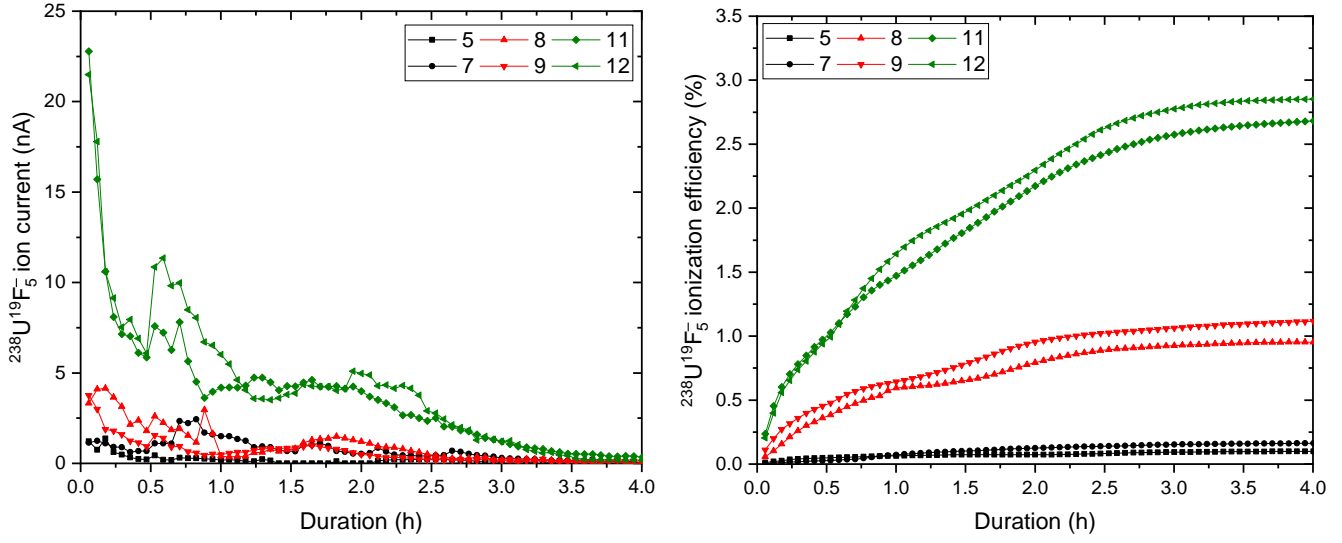 25
20
15
10
5
0
0.0 0.5 1.0 1.5 2.0 2.5 3.0 3.5 4.0
Duration (h)
²³⁸U¹⁹F₅⁻ ion current (nA)
5 8 11
7 9 12
3.5
3.0
2.5
2.0
1.5
1.0
0.5
0.0
0.0 0.5 1.0 1.5 2.0 2.5 3.0 3.5 4.0
Duration (h)
²³⁸U¹⁹F₅⁻ ionization efficiency (%)
5 8 11
7 9 12